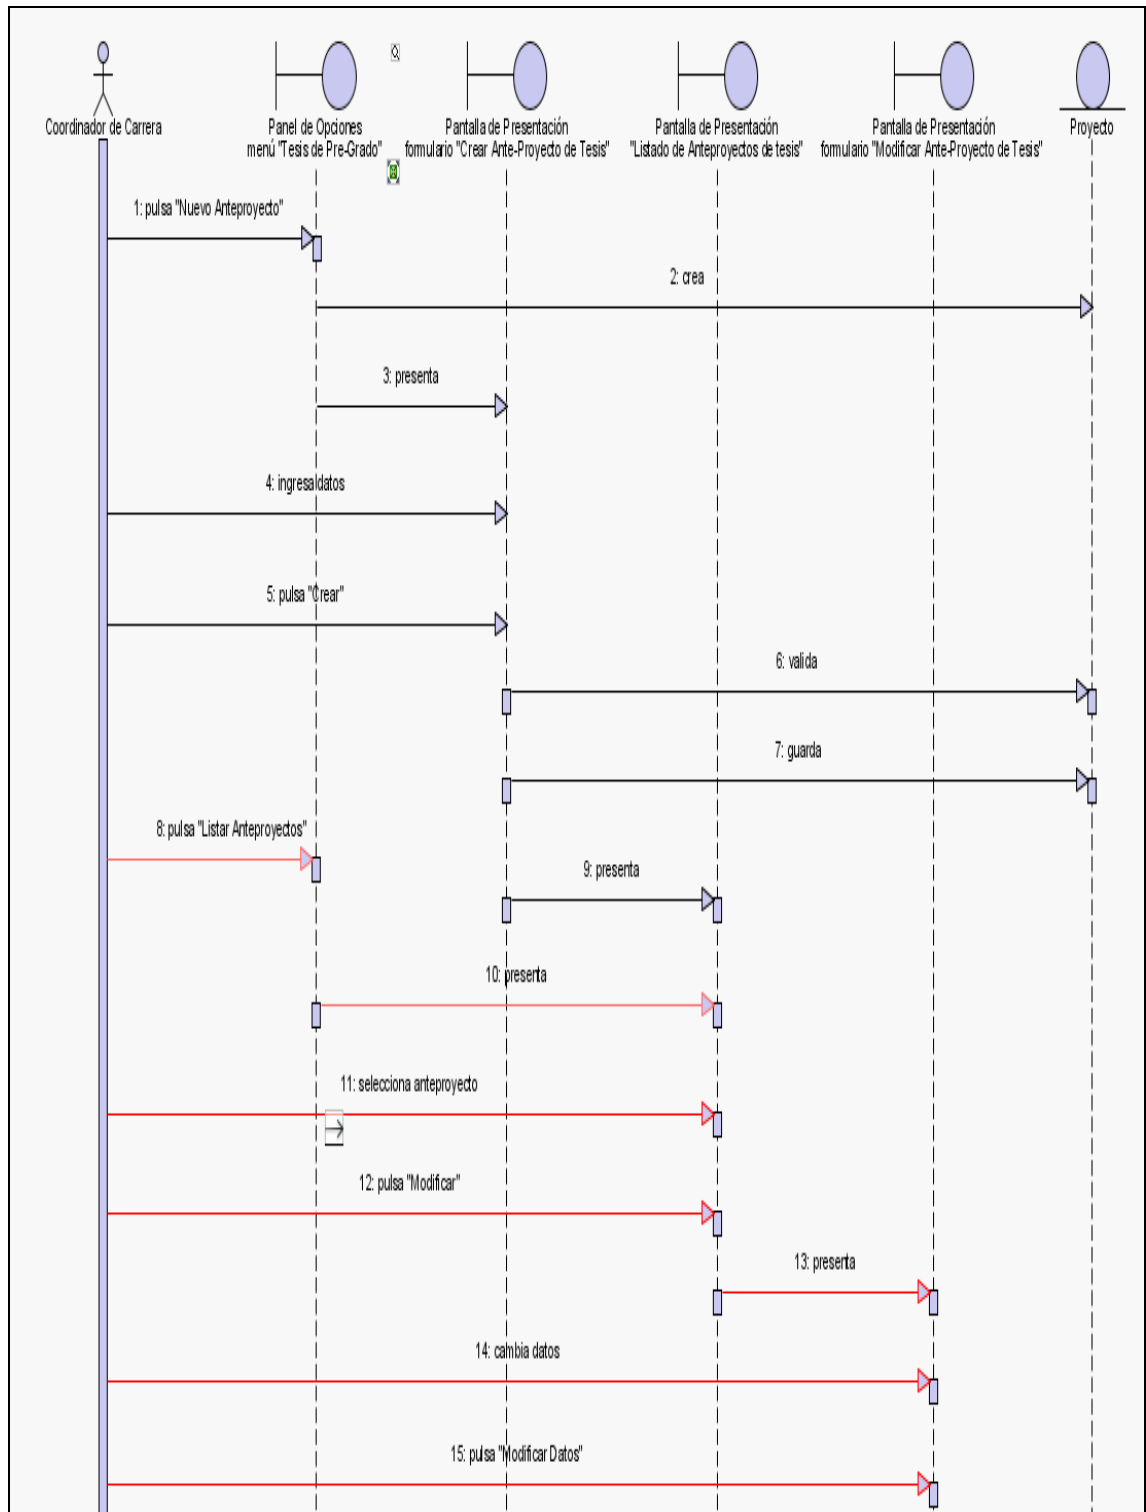 Coordinador de Carrera
Panel de Opciones
menú "Tesis de Pre-Grado"
Pantalla de Presentación
formulario "Crear Ante-Proyecto de Tesis"
Pantalla de Presentación
"Listado de Anteproyectos de tesis"
Pantalla de Presentación
formulario "Modificar Ante-Proyecto de Tesis"
Proyecto
1: pulsa "Nuevo Anteproyecto"
2: crea
3: presenta
4: ingresa datos
5: pulsa "Crear"
6: valida
7: guarda
8: pulsa "Listar Anteproyectos"
9: presenta
10: presenta
11: selecciona anteproyecto
12: pulsa "Modificar"
13: presenta
14: cambia datos
15: pulsa "Modificar Datos"